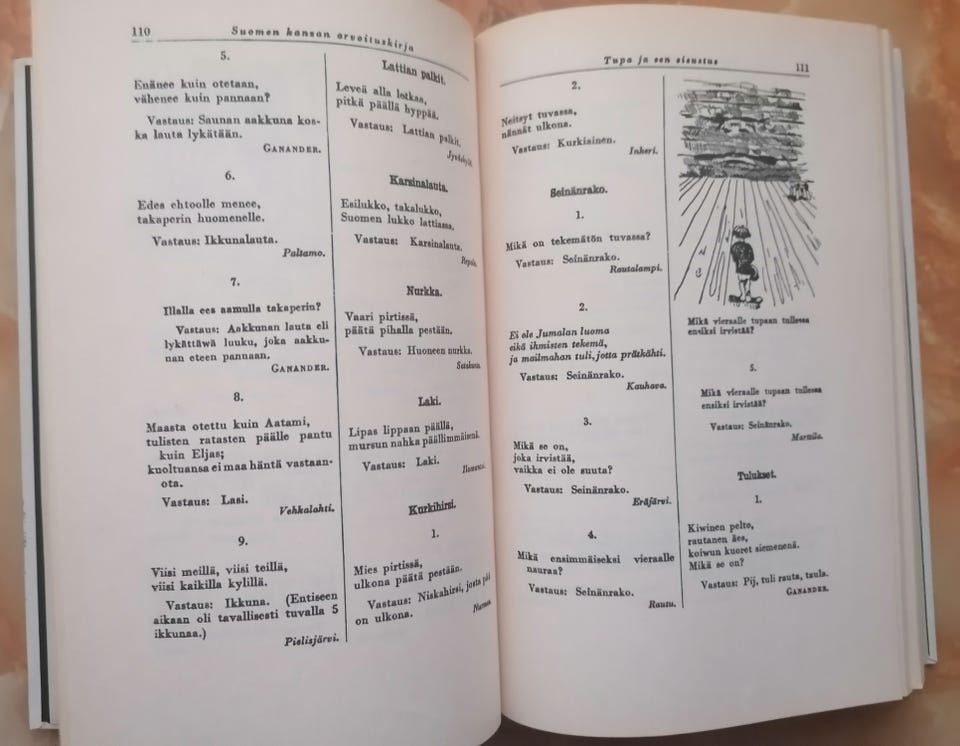 110
Suomen kansan arvoituskirja
5.
Enänee kuin otetaan,
vähenee kuin pannaan?
Vastaus: Saunan aakkuna kos-
ka lauta lykätään.
GANANDER.
6.
Edes ehtoolle menee,
takaperin huomenelle.
Vastaus: Ikkunalauta.
Paltamo.
7.
Illalla ees aamulla takaperin?
Vastaus: Aakkunan lauta eli
lykättäwä luuku, joka aakku-
nan eteen pannaan.
GANANDER.
8.
Maasta otettu kuin Aatami,
tulisten ratasten päälle pantu
kuin Eljas;
kuoltuansa ei maa häntä vastaan-
ota.
Vastaus: Lasi.
Vehkalahti.
9.
Viisi meillä, viisi teillä,
viisi kaikilla kylillä.
Vastaus: Ikkuna. (Entiseen
aikaan oli tavallisesti tuvalla 5
ikkunaa.)
Pielisjärvi.
Lattian palkit.
Leveä alla lotkaa,
pitkä päällä hyppää.
Vastaus: Lattian palkit.
Jyväskylä.
Karsinalauta.
Esilukko, takalukko,
Suomen lukko lattiassa.
Vastaus: Karsinalauta.
Repola.
Nurkka.
Vaari pirtissä,
päätä pihalla pestään.
Vastaus: Huoneen nurkka.
Satakunta.
Laki.
Lipas lippaan päällä,
mursun nahka päällimmäisenä.
Vastaus: Laki.
Ilomantsi.
Kurkihirsi.
1.
Mies pirtissä,
ulkona päätä pestään.
Vastaus: Niskahirsi, josta pää
on ulkona.
Nurmes.
Tupa ja sen sisustus
111
2.
Neitsyt tuvassa,
nännät ulkona.
Vastaus: Kurkiainen.
Inkeri.
Seinänrako.
1.
Mikä on tekemätön tuvassa?
Vastaus: Seinänrako.
Rautalampi.
2.
Ei ole Jumalan luoma
eikä ihmisten tekemä,
ja mailmahan tuli, jotta prätkähti.
Vastaus: Seinänrako.
Kauhava.
3.
Mikä se on,
joka irvistää,
vaikka ei ole suuta?
Vastaus: Seinänrako.
Eräjärvi.
4.
Mikä ensimmäiseksi vieraalle
nauraa?
Vastaus: Seinänrako.
Rautu.
Mikä vieraalle tupaan tullessa
ensiksi irvistää?
5.
Mikä vieraalle tupaan tullessa
ensiksi irvistää?
Vastaus: Seinänrako.
Marttila.
Tulukset.
1.
Kiwinen pelto,
rautanen äes,
koiwun kuoret siemenenä.
Mikä se on?
Vastaus: Pij, tuli rauta, taula.
GANANDER.